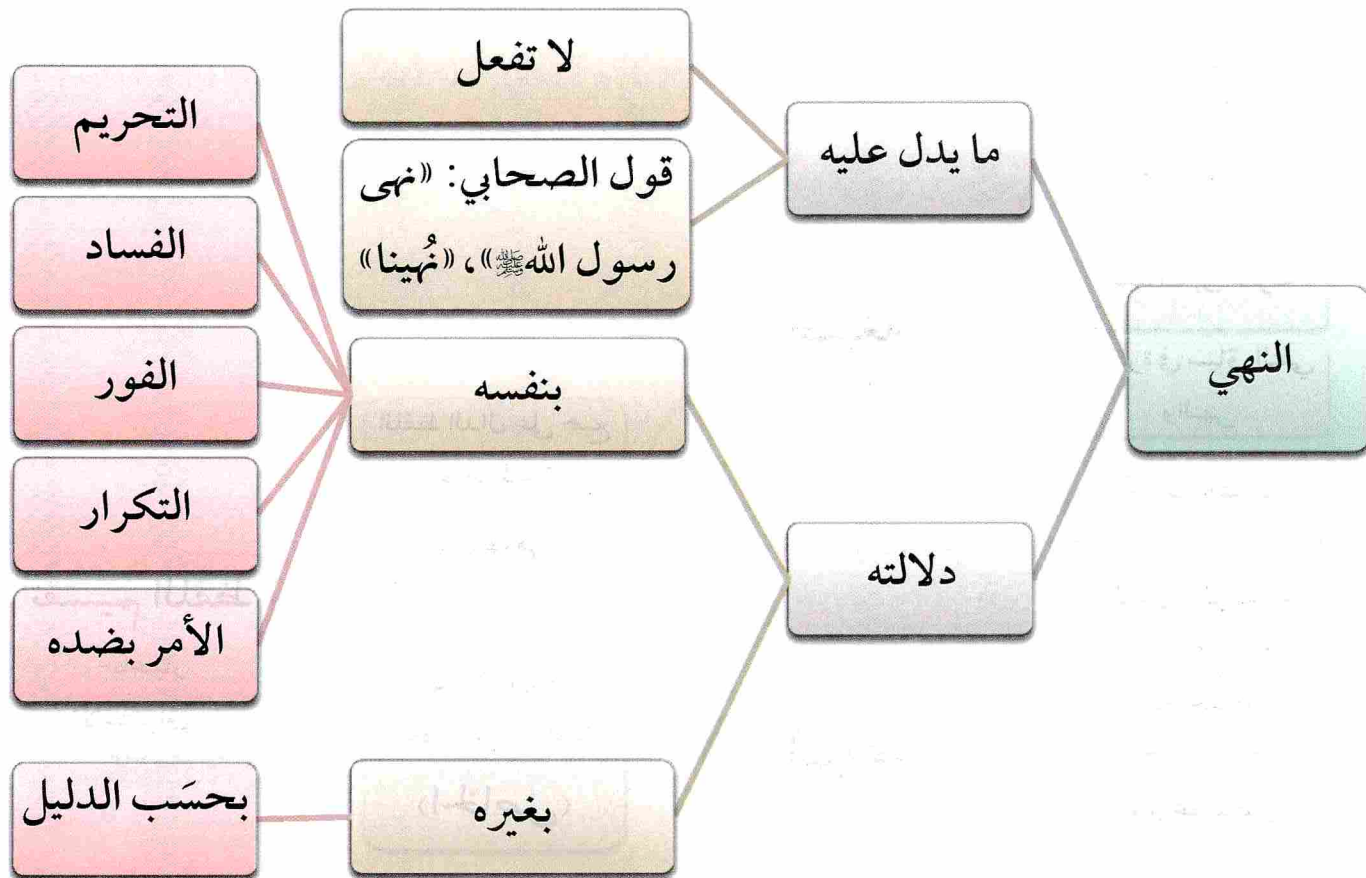 النهي
ما يدل عليه
لا تفعل
قول الصحابي: «نهى
رسول الله ﷺ»، «نُهينا»
دلالته
بنفسه
التحريم
الفساد
الفور
التكرار
الأمر بضده
بغيره
بحسَب الدليل